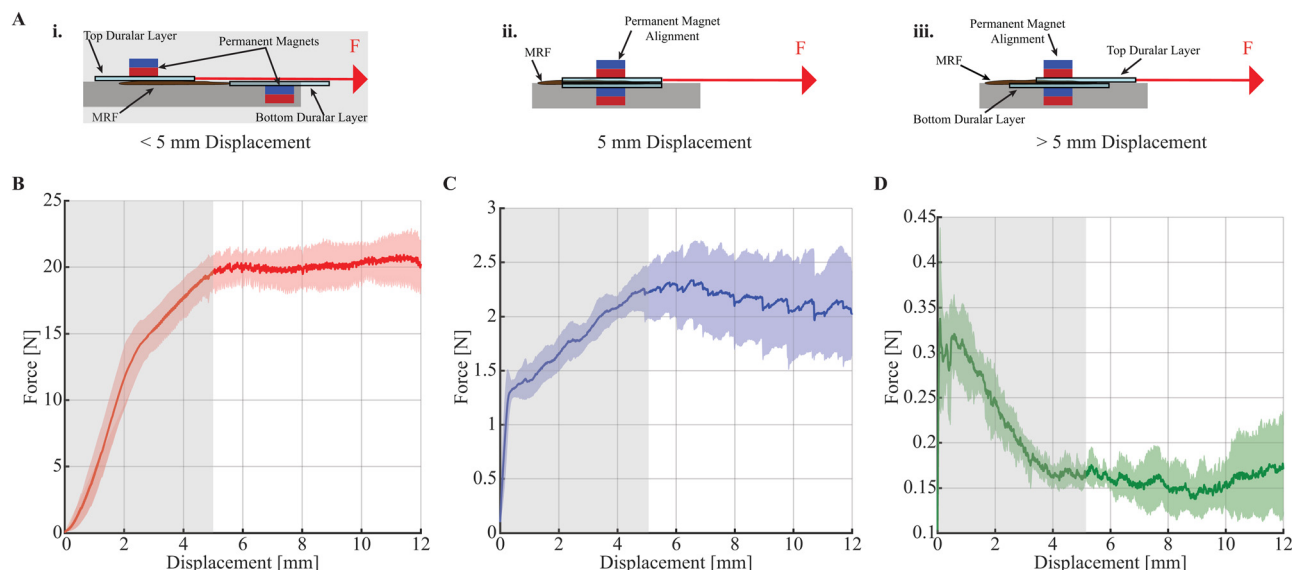 A
i.
Top Duralar Layer
Permanent Magnets
F
MRF
Bottom Duralar Layer
< 5 mm Displacement
ii.
Permanent Magnet
Alignment
F
MRF
5 mm Displacement
iii.
Permanent Magnet
Alignment
F
Top Duralar Layer
MRF
Bottom Duralar Layer
> 5 mm Displacement
B
Force [N]
25
20
15
10
5
0
0 2 4 6 8 10 12
Displacement [mm]
C
Force [N]
3
2.5
2
1.5
1
0.5
0
0 2 4 6 8 10 12
Displacement [mm]
D
Force [N]
0.45
0.4
0.35
0.3
0.25
0.2
0.15
0.1
0 2 4 6 8 10 12
Displacement [mm]